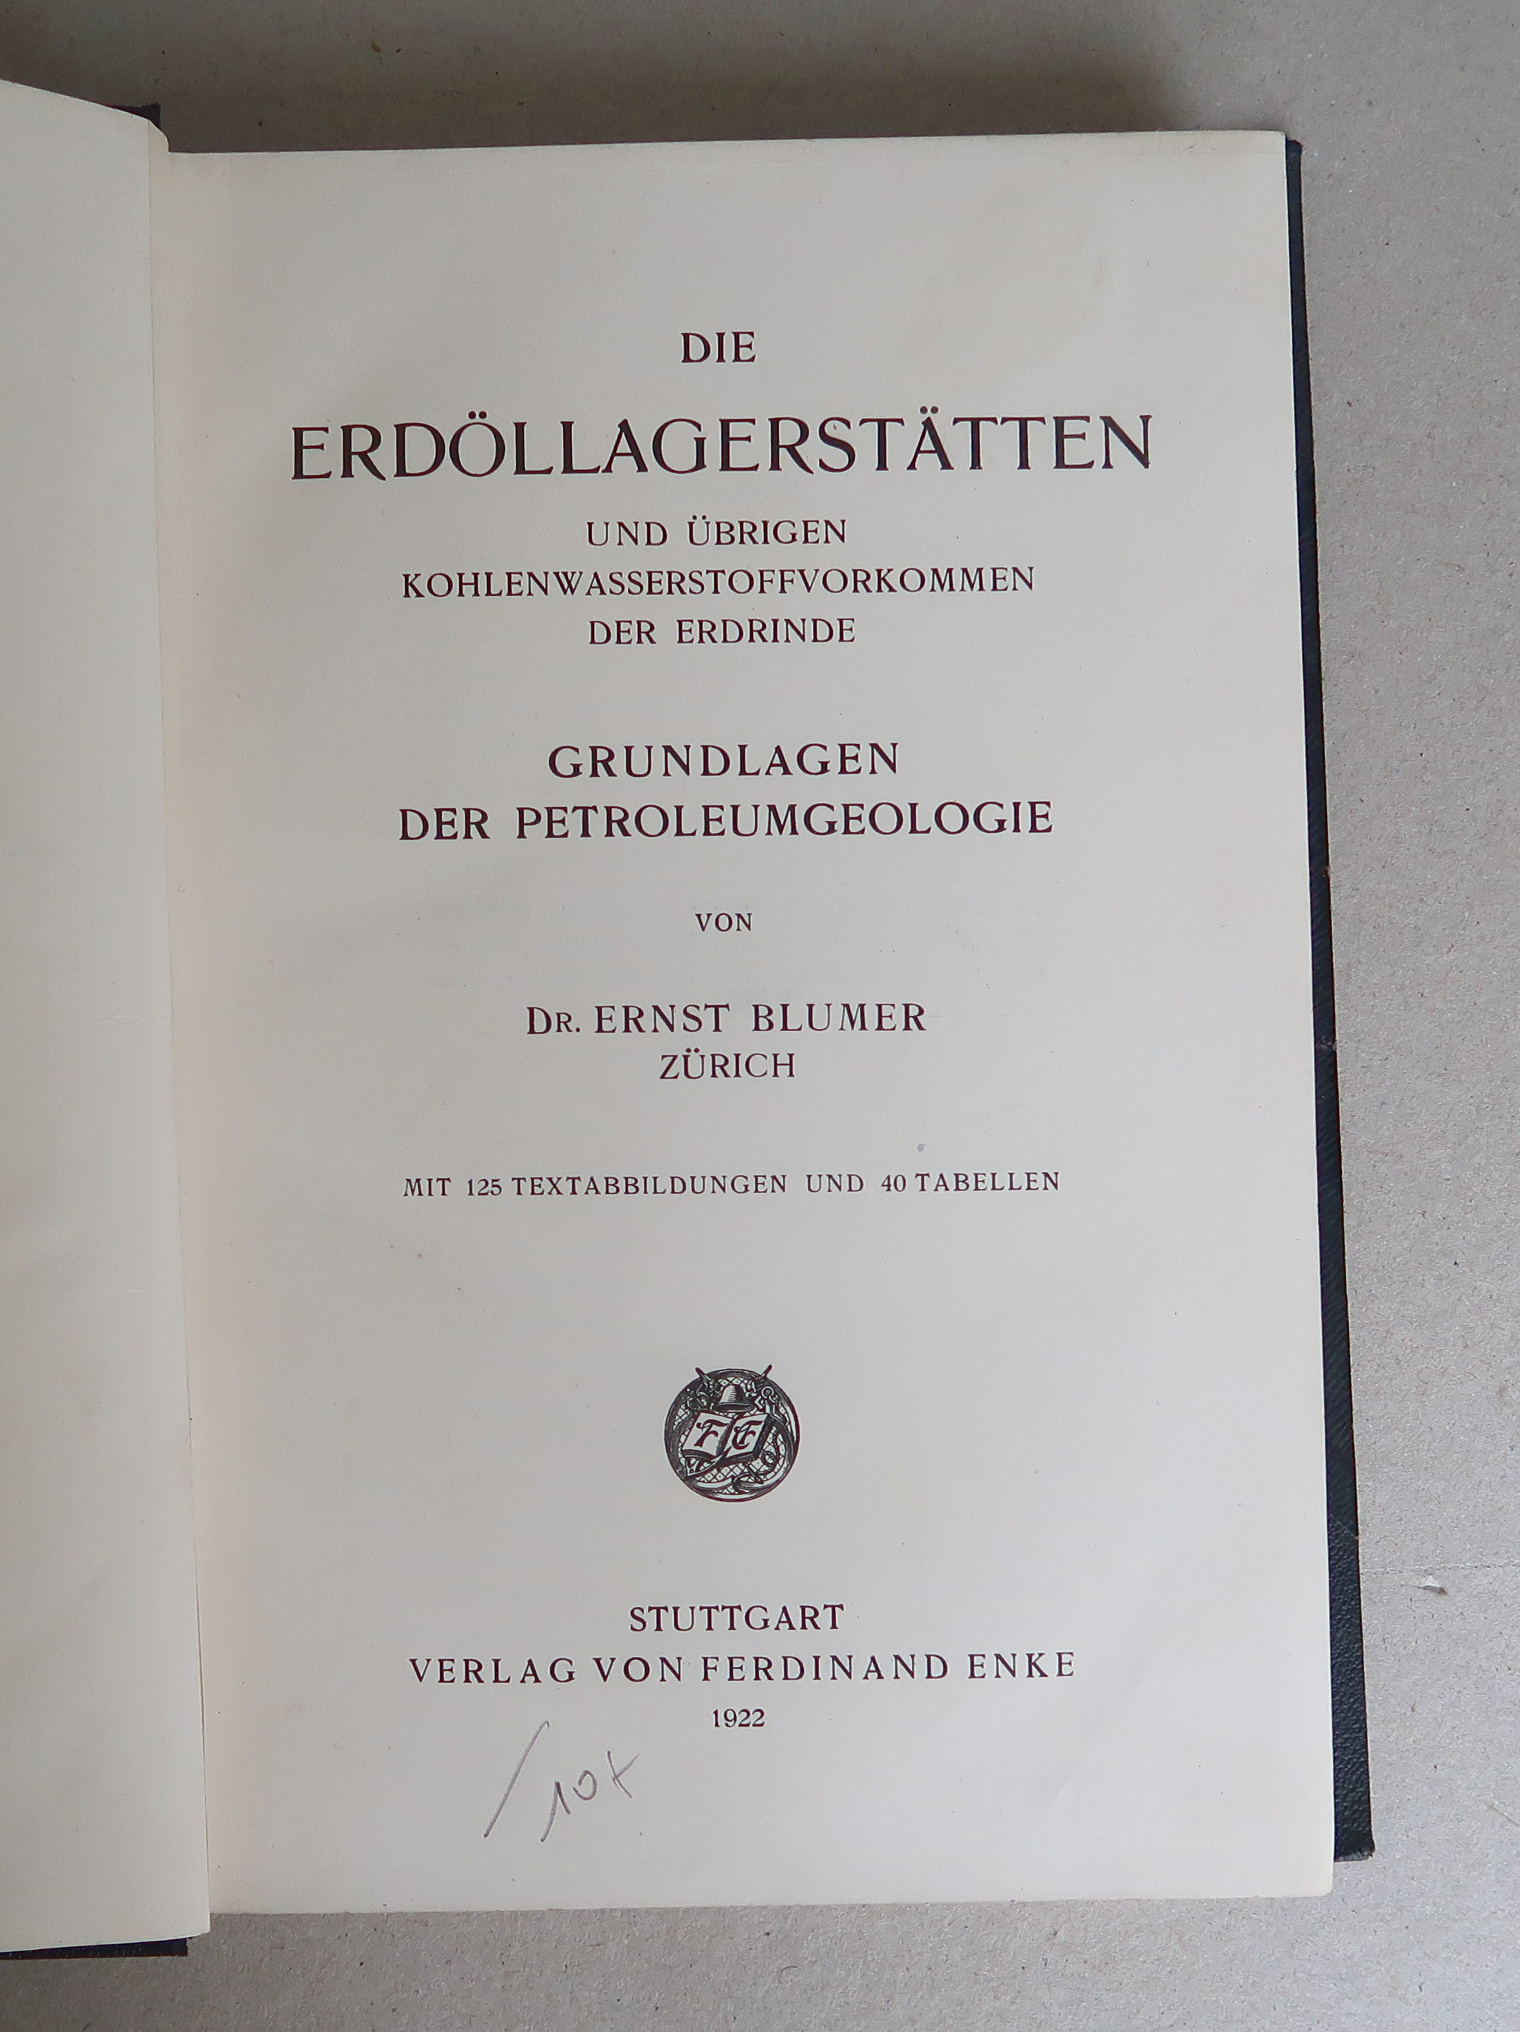 DIE
ERDÖLLAGERSTÄTTEN
UND ÜBRIGEN
KOHLENWASSERSTOFFVORKOMMEN
DER ERDRINDE
GRUNDLAGEN
DER PETROLEUMGEOLOGIE
VON
DR. ERNST BLUMER
ZÜRICH
MIT 125 TEXTABBILDUNGEN UND 40 TABELLEN
F E
STUTTGART
VERLAG VON FERDINAND ENKE
1922